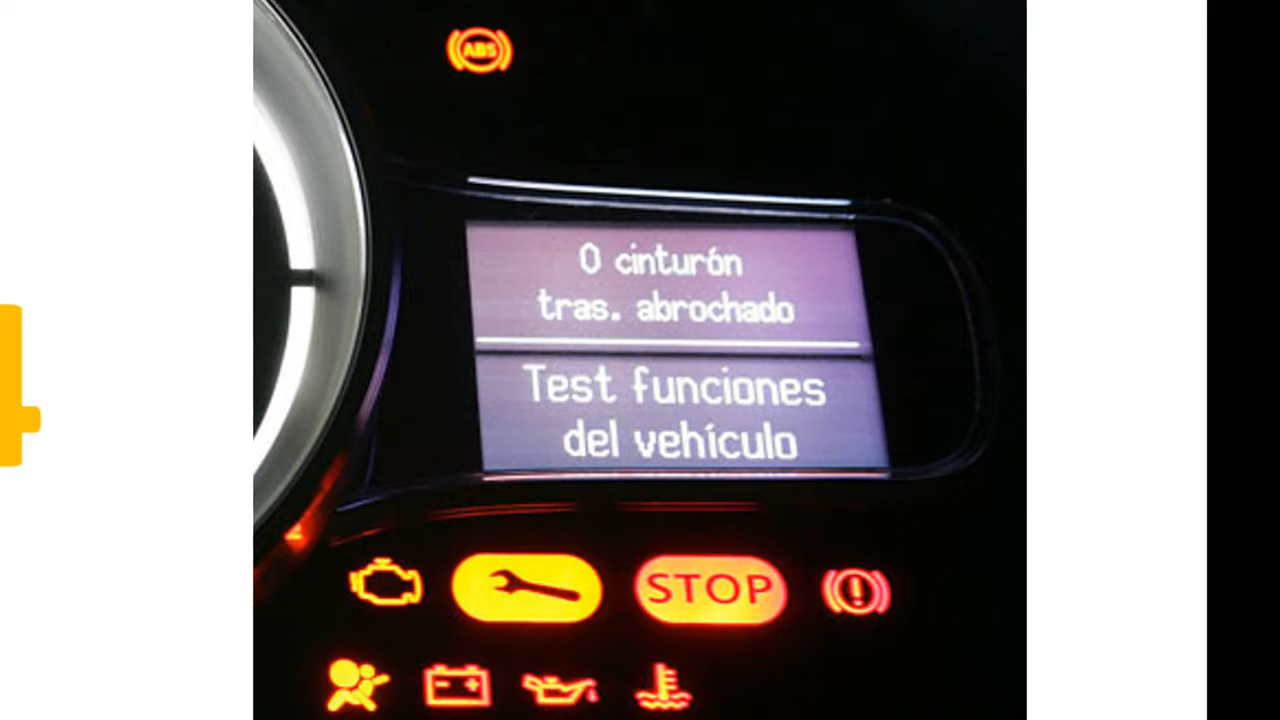 ABS
0 cinturón
tras. abrochado
Test funciones
del vehículo
STOP